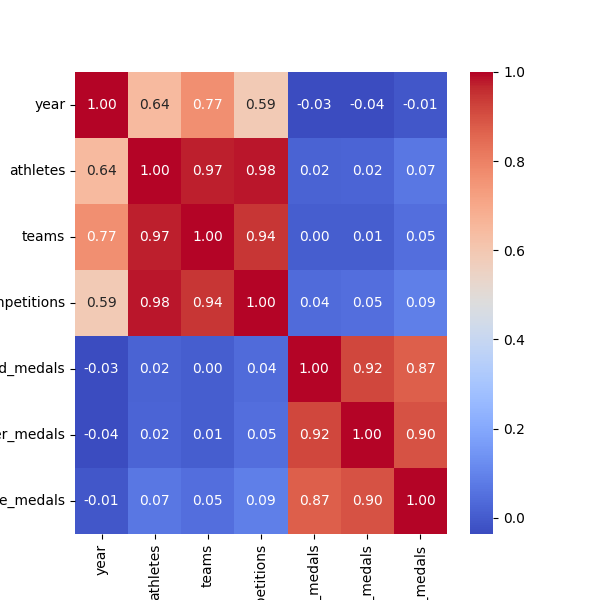 year 1.00 0.64 0.77 0.59 -0.03 -0.04 -0.01
athletes 0.64 1.00 0.97 0.98 0.02 0.02 0.07
teams 0.77 0.97 1.00 0.94 0.00 0.01 0.05
npetitions 0.59 0.98 0.94 1.00 0.04 0.05 0.09
d_medals -0.03 0.02 0.00 0.04 1.00 0.92 0.87
er_medals -0.04 0.02 0.01 0.05 0.92 1.00 0.90
e_medals -0.01 0.07 0.05 0.09 0.87 0.90 1.00
year athletes teams petitions _medals _medals _medals
1.0
0.8
0.6
0.4
0.2
0.0